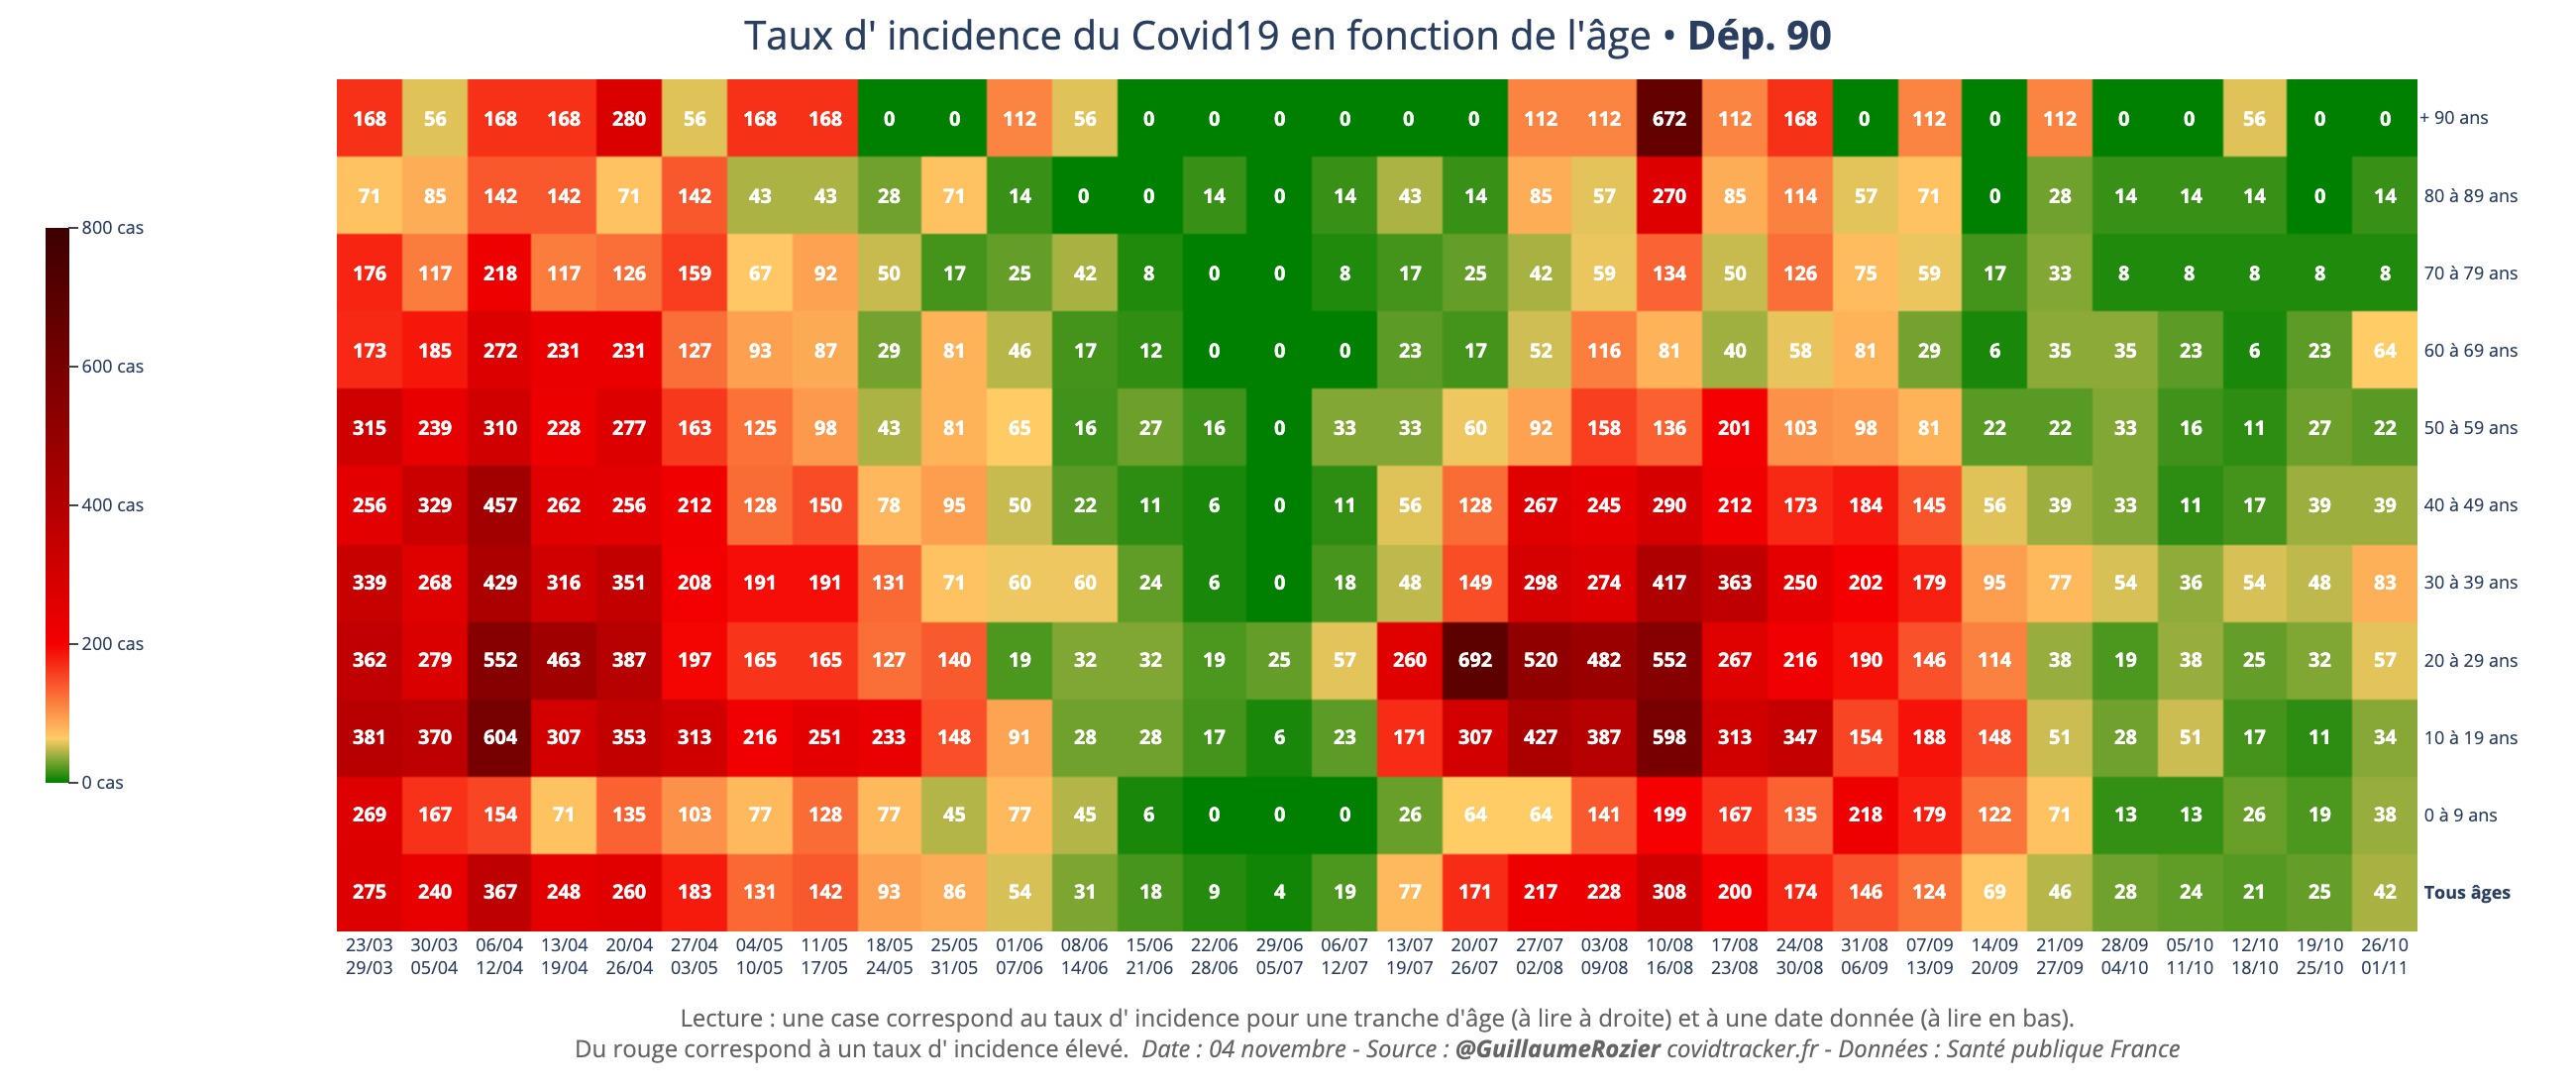 Taux d' incidence du Covid19 en fonction de l'âge • Dép. 90
168 56 168 168 280 56 168 168 0 0 112 56 0 0 0 0 0 0 112 112 672 112 168 0 112 0 112 0 0 56 0 0 + 90 ans
71 85 142 142 71 142 43 43 28 71 14 0 0 14 0 14 43 14 85 57 270 85 114 57 71 0 28 14 14 14 0 14 80 à 89 ans
800 cas
176 117 218 117 126 159 67 92 50 17 25 42 8 0 0 8 17 25 42 59 134 50 126 75 59 17 33 8 8 8 8 8 70 à 79 ans
173 185 272 231 231 127 93 87 29 81 46 17 12 0 0 0 23 17 52 116 81 40 58 81 29 6 35 35 23 6 23 64 60 à 69 ans
600 cas
315 239 310 228 277 163 125 98 43 81 65 16 27 16 0 33 33 60 92 158 136 201 103 98 81 22 22 33 16 11 27 22 50 à 59 ans
400 cas
256 329 457 262 256 212 128 150 78 95 50 22 11 6 0 11 56 128 267 245 290 212 173 184 145 56 39 33 11 17 39 39 40 à 49 ans
339 268 429 316 351 208 191 191 131 71 60 60 24 6 0 18 48 149 298 274 417 363 250 202 179 95 77 54 36 54 48 83 30 à 39 ans
200 cas
362 279 552 463 387 197 165 165 127 140 19 32 32 19 25 57 260 692 520 482 552 267 216 190 146 114 38 19 38 25 32 57 20 à 29 ans
381 370 604 307 353 313 216 251 233 148 91 28 28 17 6 23 171 307 427 387 598 313 347 154 188 148 51 28 51 17 11 34 10 à 19 ans
0 cas
269 167 154 71 135 103 77 128 77 45 77 45 6 0 0 0 26 64 64 141 199 167 135 218 179 122 71 13 13 26 19 38 0 à 9 ans
275 240 367 248 260 183 131 142 93 86 54 31 18 9 4 19 77 171 217 228 308 200 174 146 124 69 46 28 24 21 25 42 Tous âges
23/03 30/03 06/04 13/04 20/04 27/04 04/05 11/05 18/05 25/05 01/06 08/06 15/06 22/06 29/06 06/07 13/07 20/07 27/07 03/08 10/08 17/08 24/08 31/08 07/09 14/09 21/09 28/09 05/10 12/10 19/10 26/10
29/03 05/04 12/04 19/04 26/04 03/05 10/05 17/05 24/05 31/05 07/06 14/06 21/06 28/06 05/07 12/07 19/07 26/07 02/08 09/08 16/08 23/08 30/08 06/09 13/09 20/09 27/09 04/10 11/10 18/10 25/10 01/11
Lecture : une case correspond au taux d' incidence pour une tranche d'âge (à lire à droite) et à une date donnée (à lire en bas).
Du rouge correspond à un taux d' incidence élevé. Date : 04 novembre - Source : @GuillaumeRozier covidtracker.fr - Données : Santé publique France